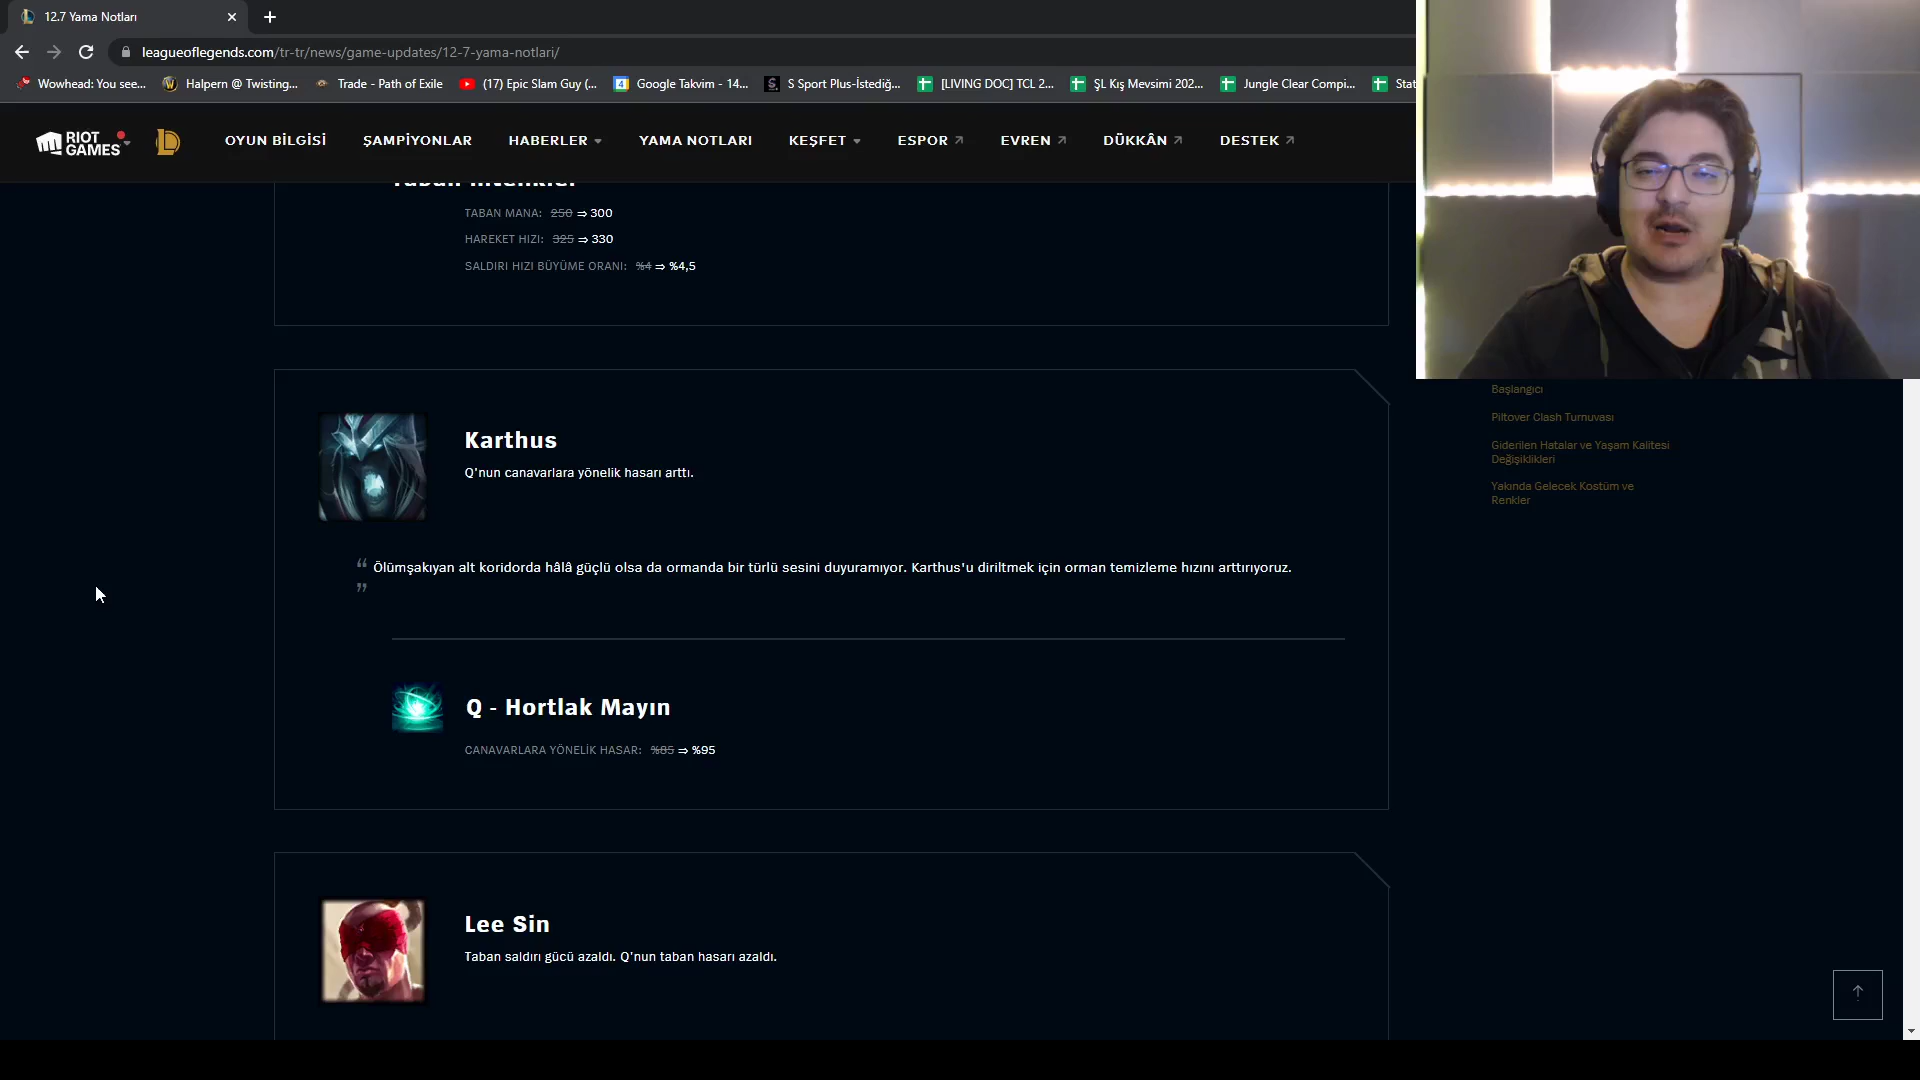 12.7 Yama Notları
leagueoflegends.com/tr-tr/news/game-updates/12-7-yama-notlari/
Wowhead: You see...
Halpern @ Twisting...
Trade - Path of Exile
(17) Epic Slam Guy (...
Google Takvim - 14...
S Sport Plus-İstediğ...
[LIVING DOC] TCL 2...
ŞL Kış Mevsimi 202...
Jungle Clear Compi...
Stat
RIOT GAMES
OYUN BİLGİSİ
ŞAMPİYONLAR
HABERLER
YAMA NOTLARI
KEŞFET
ESPOR
EVREN
DÜKKÂN
DESTEK
Taban Nitelikler
TABAN MANA: 250 ⇒ 300
HAREKET HIZI: 325 ⇒ 330
SALDIRI HIZI BÜYÜME ORANI: %4 ⇒ %4,5
Karthus
Q'nun canavarlara yönelik hasarı arttı.
“ Ölümşakıyan alt koridorda hâlâ güçlü olsa da ormanda bir türlü sesini duyuramıyor. Karthus'u diriltmek için orman temizleme hızını arttırıyoruz.
”
Q - Hortlak Mayın
CANAVARLARA YÖNELİK HASAR: %85 ⇒ %95
Lee Sin
Taban saldırı gücü azaldı. Q'nun taban hasarı azaldı.
Başlangıcı
Piltover Clash Turnuvası
Giderilen Hatalar ve Yaşam Kalitesi
Değişiklikleri
Yakında Gelecek Kostüm ve
Renkler